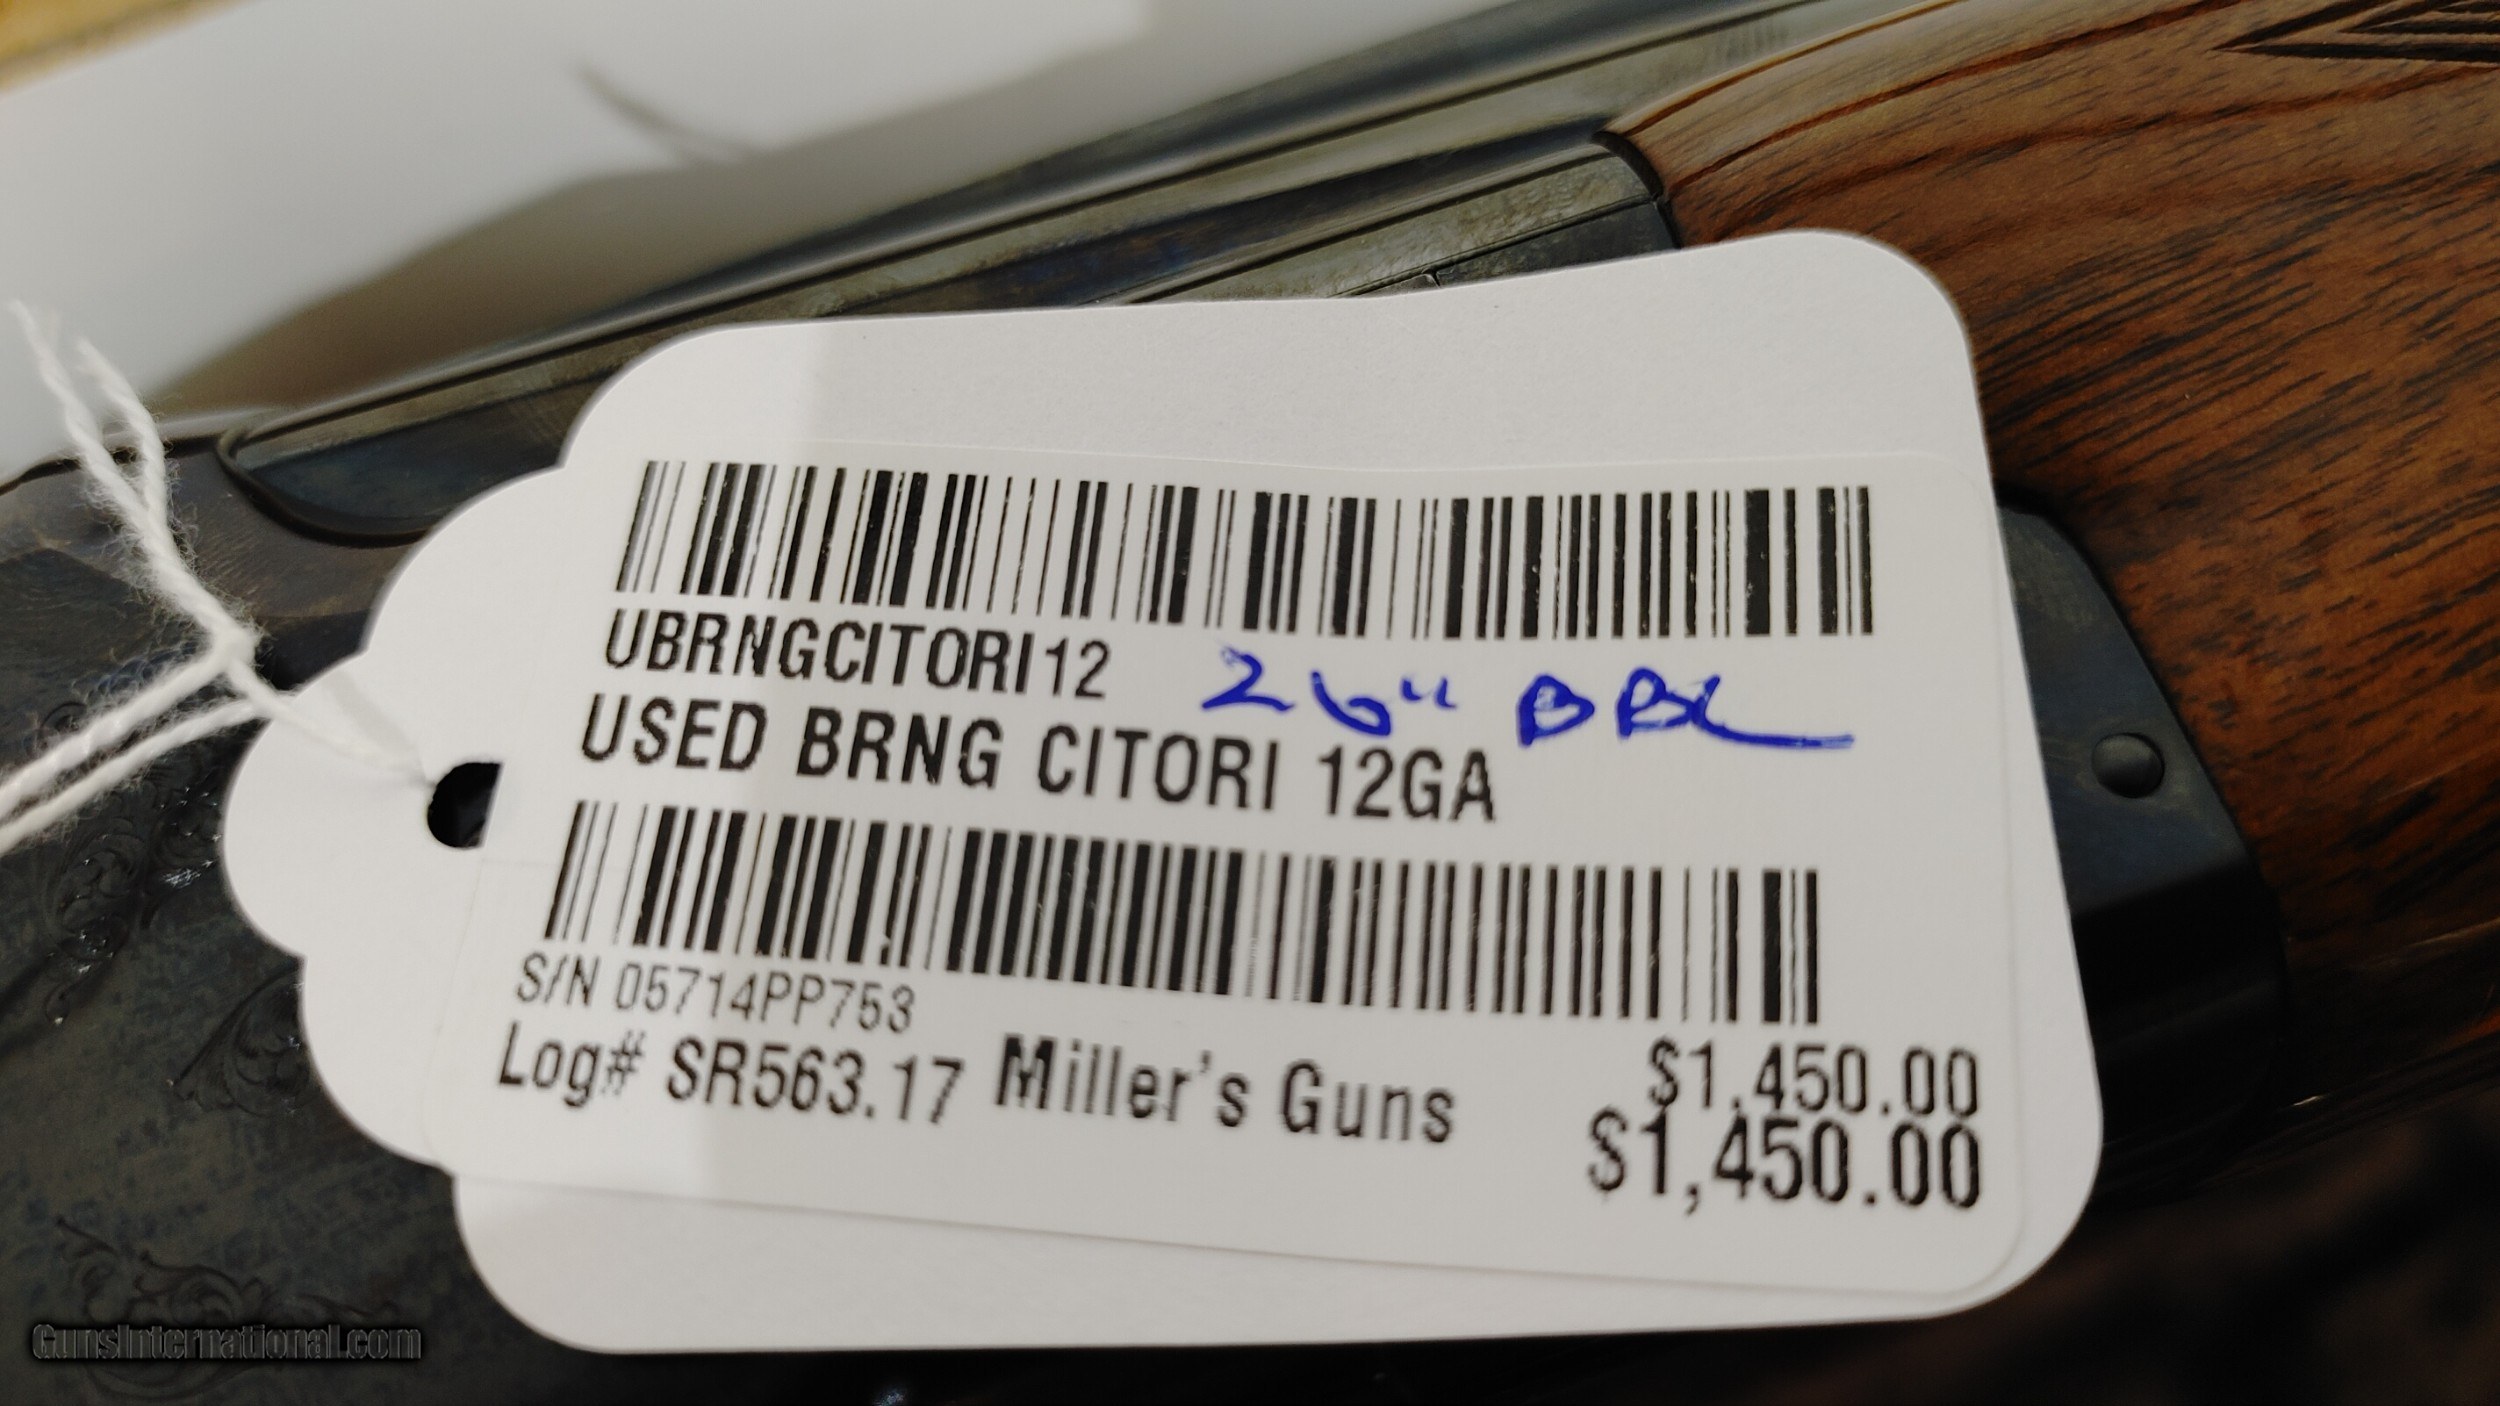 UBRNGCITORI12
26" BBL
USED BRNG CITORI 12GA
S/N 05714PP753
Log# SR563.17 Miller's Guns
$1,450.00
$1,450.00
GunsInternational.com